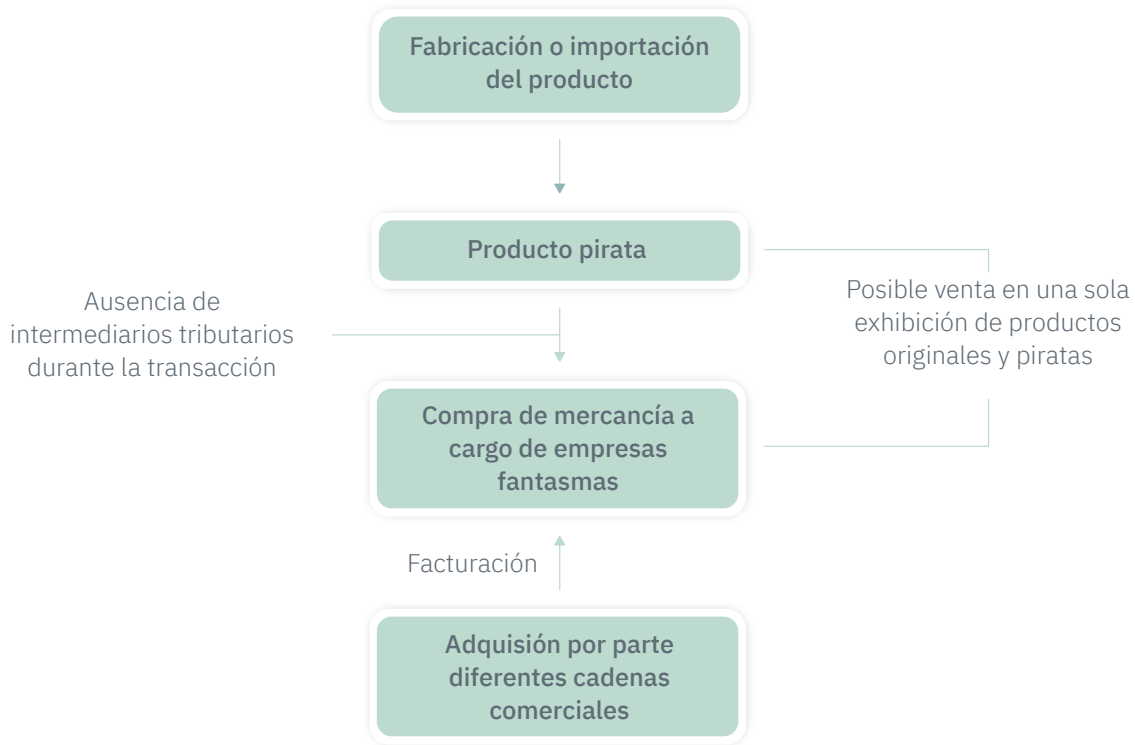 Fabricación o importación
del producto
Producto pirata
Ausencia de
intermediarios tributarios
durante la transacción
Posible venta en una sola
exhibición de productos
originales y piratas
Compra de mercancía a
cargo de empresas
fantasmas
Facturación
Adquisión por parte
diferentes cadenas
comerciales